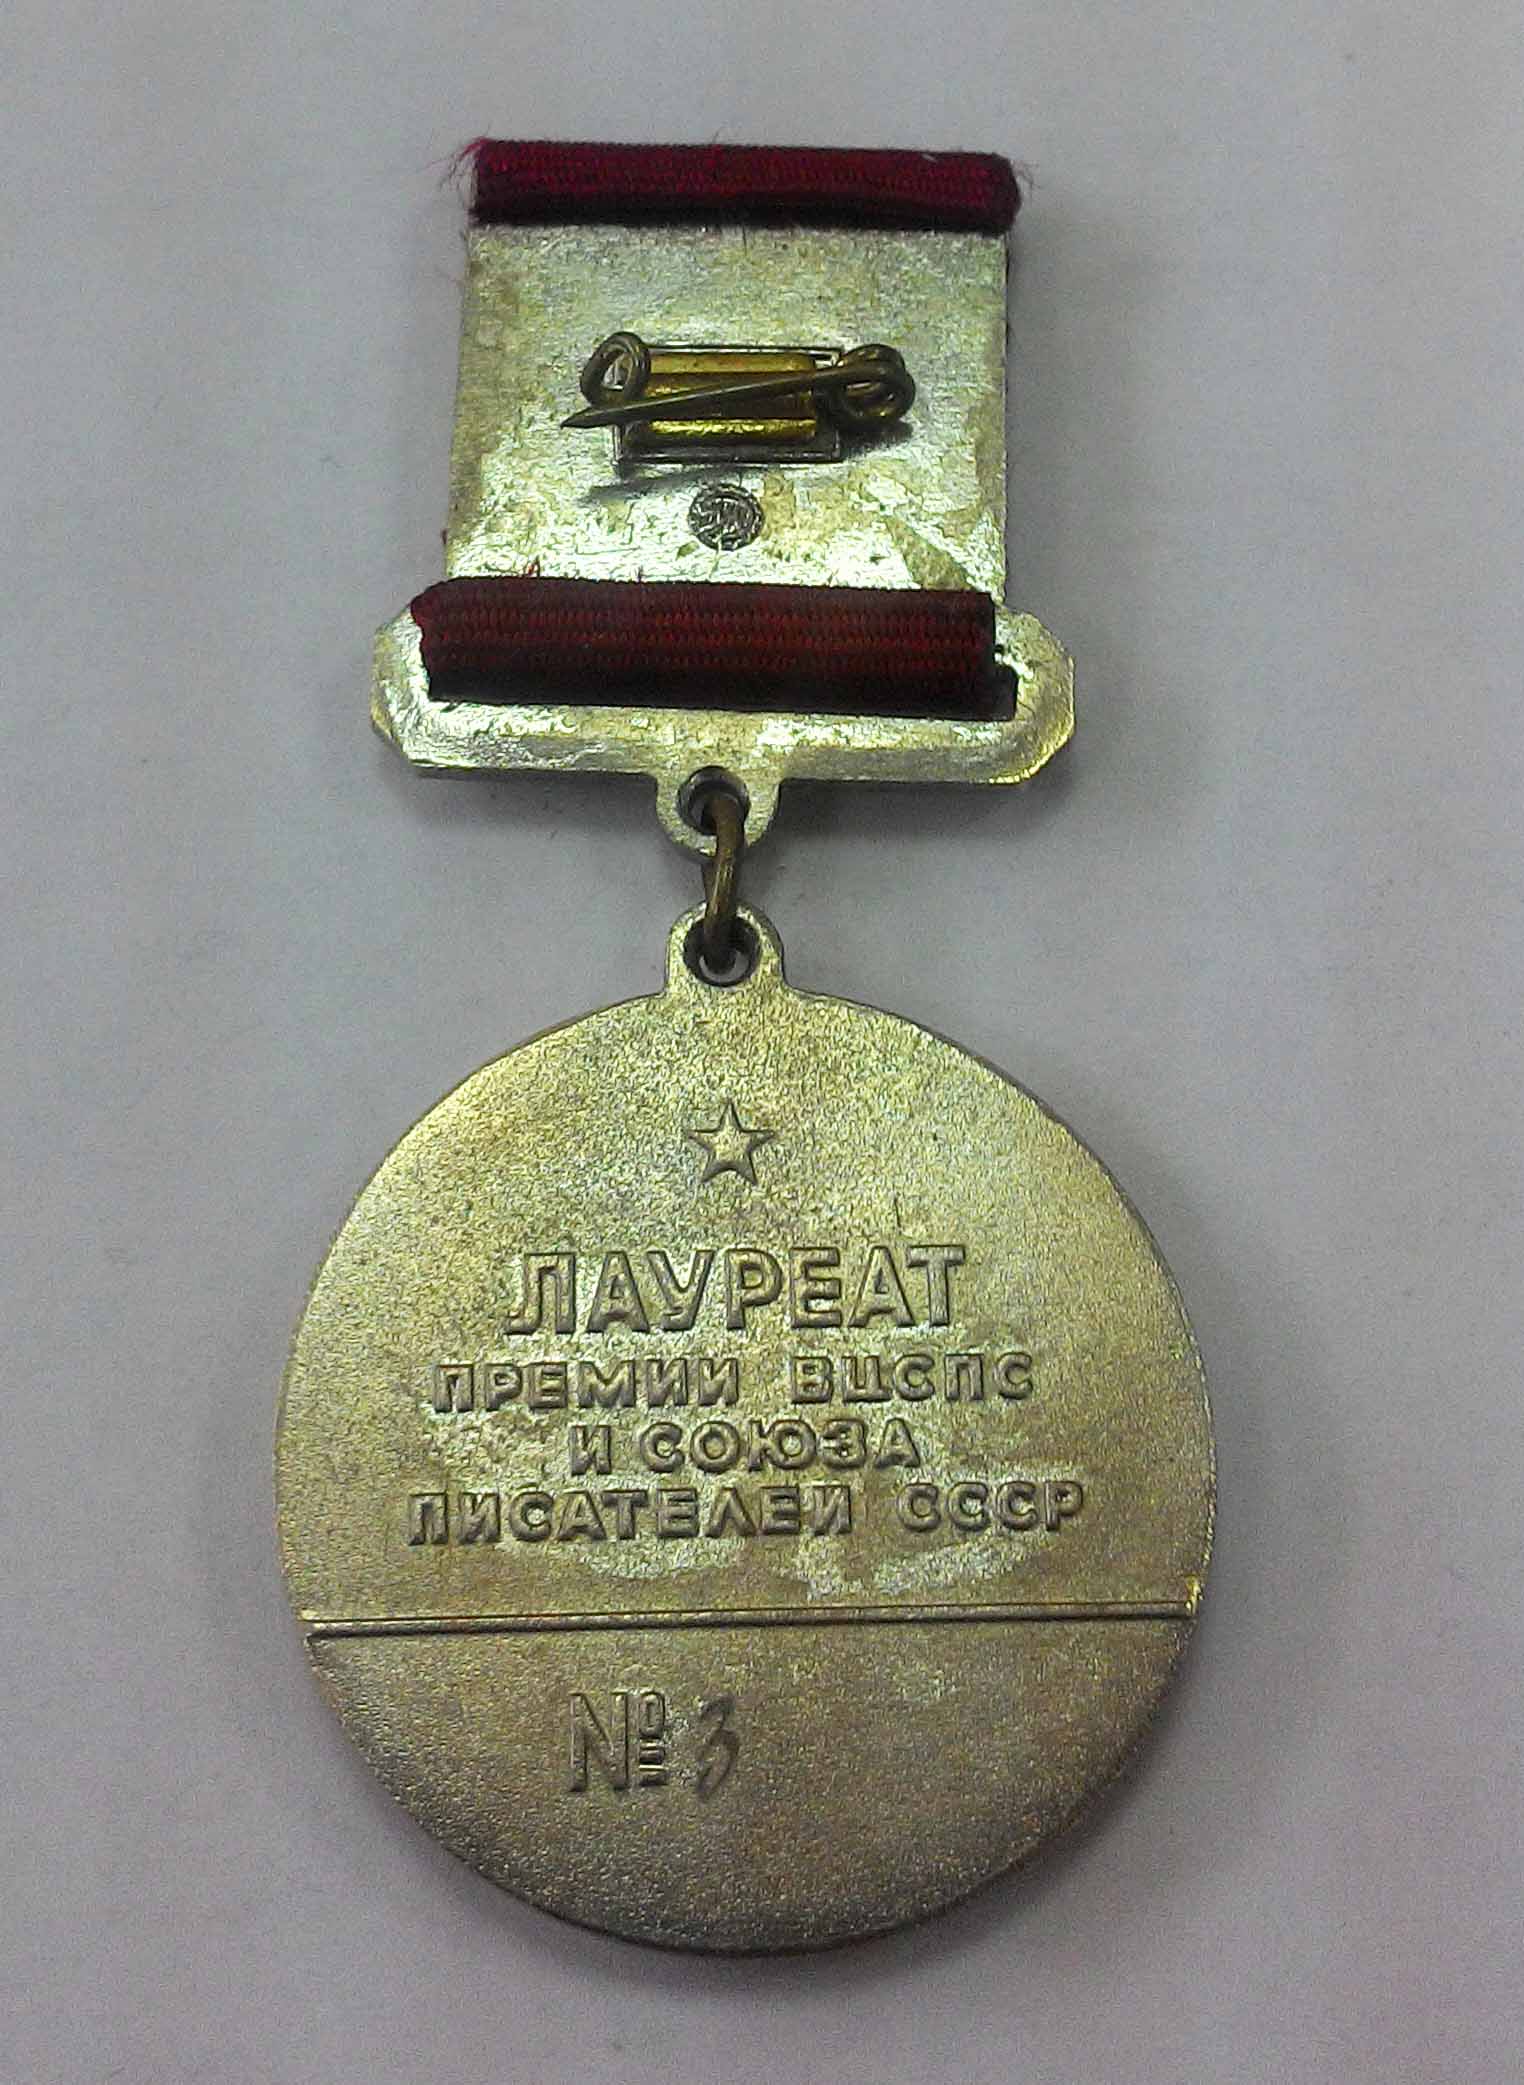 ЛАУРЕАТ
ПРЕМИИ ВЦСПС
И СОЮЗА
ПИСАТЕЛЕЙ СССР
№ 3